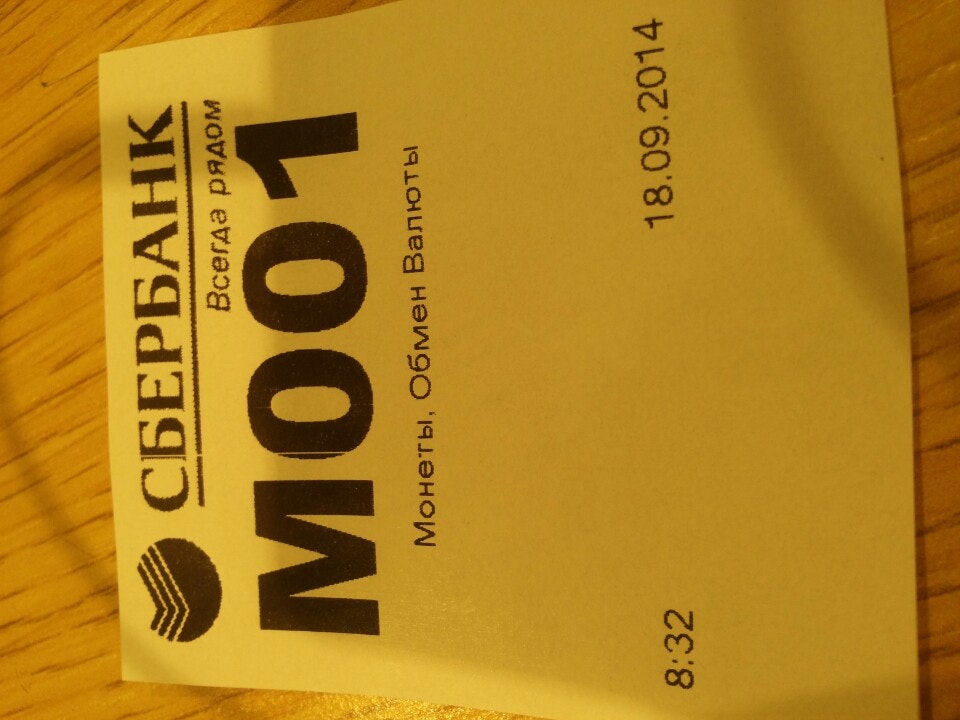 СБЕРБАНК
Всегда рядом
М001
Монеты, Обмен Валюты
8:32 18.09.2014